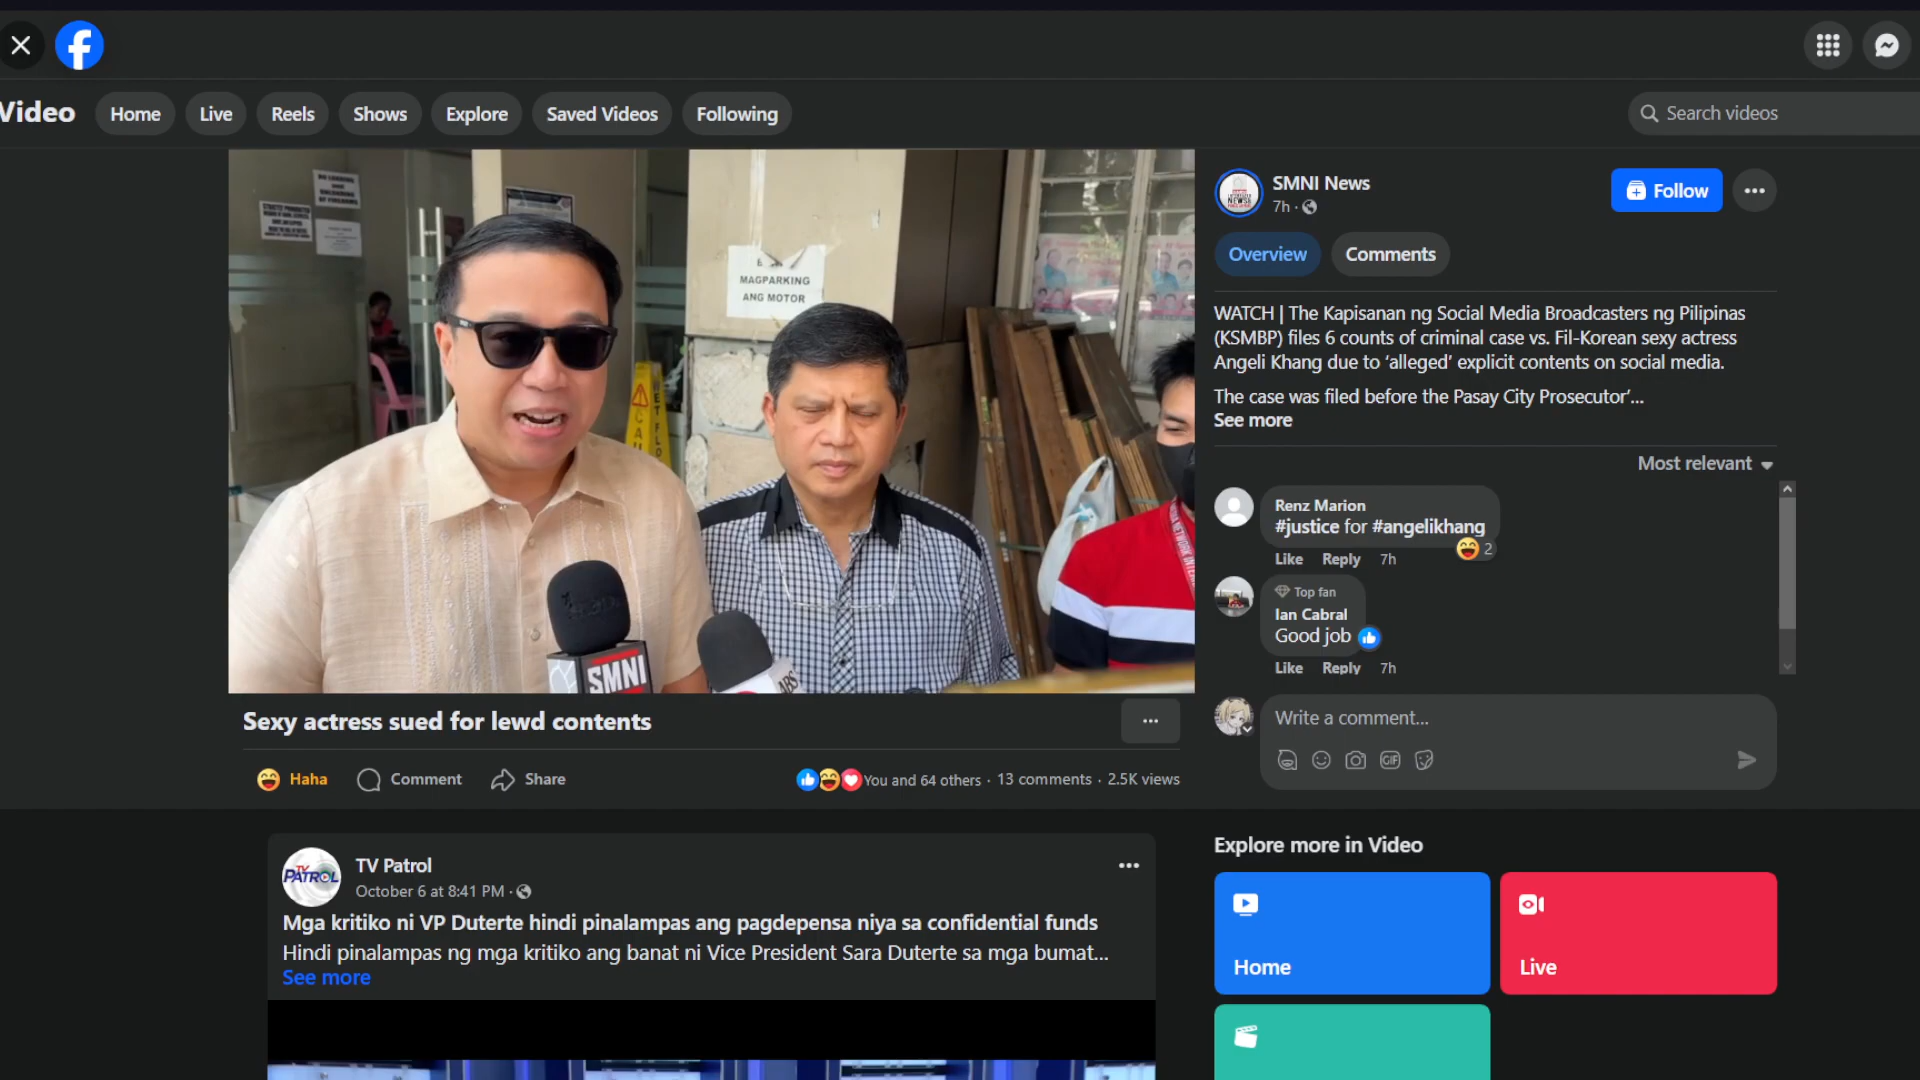 Video
Home
Live
Reels
Shows
Explore
Saved Videos
Following
Search videos
MAGPARKING
ANG MOTOR
SMNI
Sexy actress sued for lewd contents
Haha
Comment
Share
You and 64 others · 13 comments · 2.5K views
SMNI News
7h ·
Follow
Overview
Comments
WATCH | The Kapisanan ng Social Media Broadcasters ng Pilipinas
(KSMBP) files 6 counts of criminal case vs. Fil-Korean sexy actress
Angeli Khang due to ‘alleged’ explicit contents on social media.
The case was filed before the Pasay City Prosecutor’...
See more
Most relevant
Renz Marion
#justice for #angelikhang
2
Like Reply 7h
Top fan
Ian Cabral
Good job
Like Reply 7h
Write a comment...
GIF
TV PATROL
TV Patrol
October 6 at 8:41 PM ·
Mga kritiko ni VP Duterte hindi pinalampas ang pagdepensa niya sa confidential funds
Hindi pinalampas ng mga kritiko ang banat ni Vice President Sara Duterte sa mga bumat...
See more
Explore more in Video
Home
Live